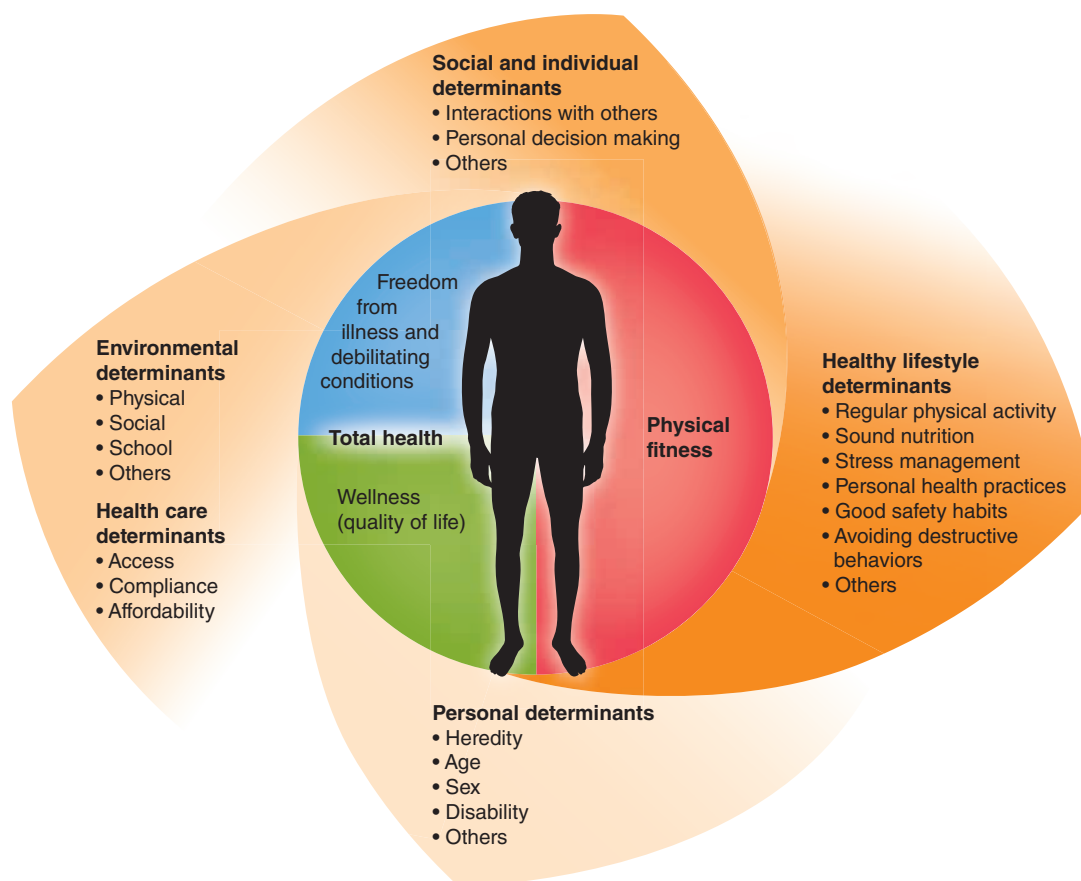 Social and individual
determinants
• Interactions with others
• Personal decision making
• Others
Freedom
from
illness and
debilitating
conditions
Total health
Wellness
(quality of life)
Physical
fitness
Environmental
determinants
• Physical
• Social
• School
• Others
Health care
determinants
• Access
• Compliance
• Affordability
Healthy lifestyle
determinants
• Regular physical activity
• Sound nutrition
• Stress management
• Personal health practices
• Good safety habits
• Avoiding destructive
behaviors
• Others
Personal determinants
• Heredity
• Age
• Sex
• Disability
• Others